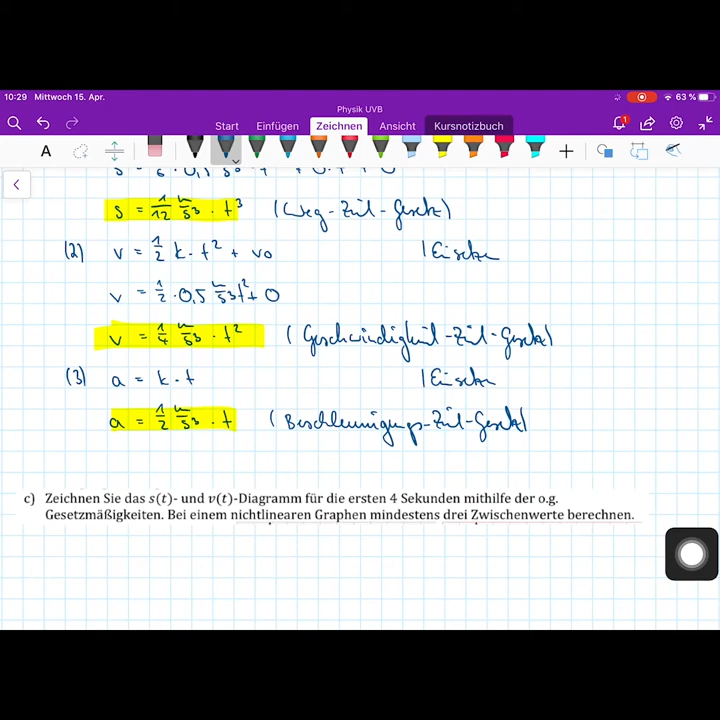 10:29 Mittwoch 15. Apr. 63 %
Physik UVB
Start Einfügen Zeichnen Ansicht Kursnotizbuch
1
A
s = 1/12 m/s³ · t³ (Weg-Zeit-Gesetz)
(2) v = 1/2 k · t² + v0 | Einsetzen
v = 1/2 · 0,5 m/s³ t² + 0
v = 1/4 m/s³ · t² (Geschwindigkeit-Zeit-Gesetz)
(3) a = k · t | Einsetzen
a = 1/2 m/s³ · t (Beschleunigungs-Zeit-Gesetz)
c) Zeichnen Sie das s(t)- und v(t)-Diagramm für die ersten 4 Sekunden mithilfe der o.g.
Gesetzmäßigkeiten. Bei einem nichtlinearen Graphen mindestens drei Zwischenwerte berechnen.